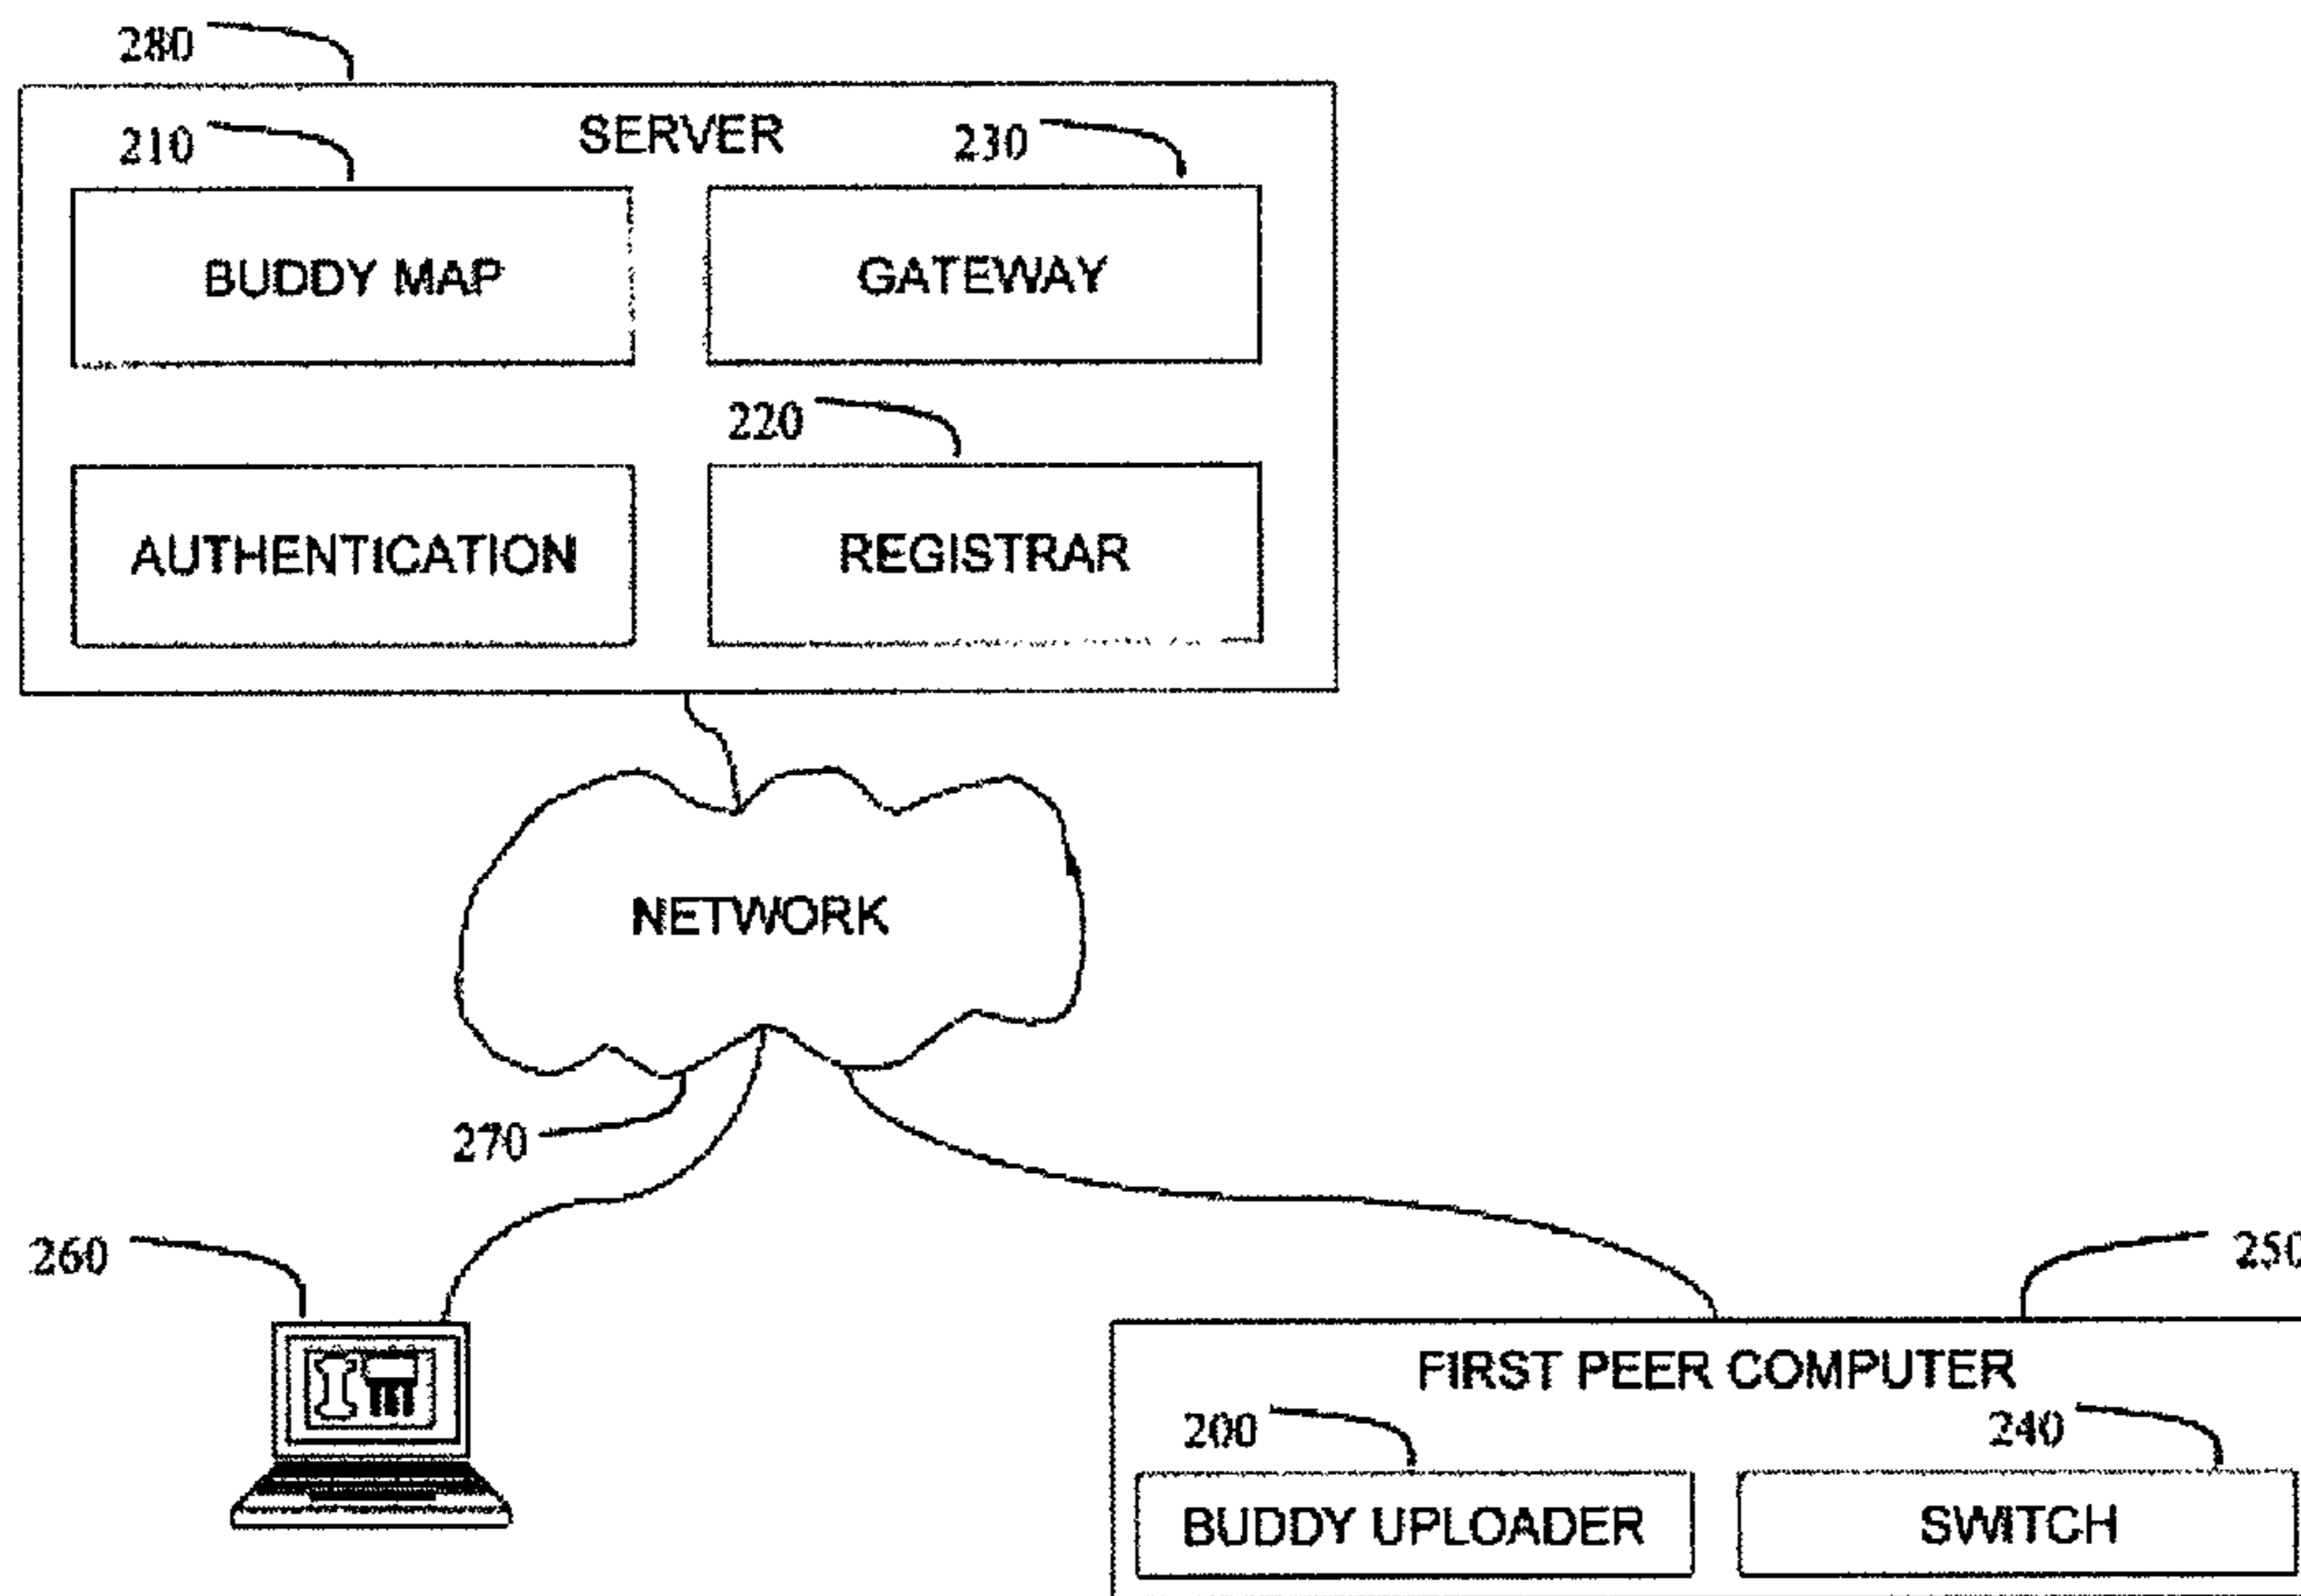 280
SERVER
210
230
BUDDY MAP
GATEWAY
220
AUTHENTICATION
REGISTRAR
NETWORK
270
260
250
FIRST PEER COMPUTER
200
240
BUDDY UPLOADER
SWITCH